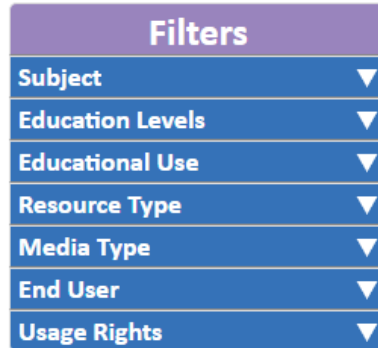 Filters
Subject
Education Levels
Educational Use
Resource Type
Media Type
End User
Usage Rights